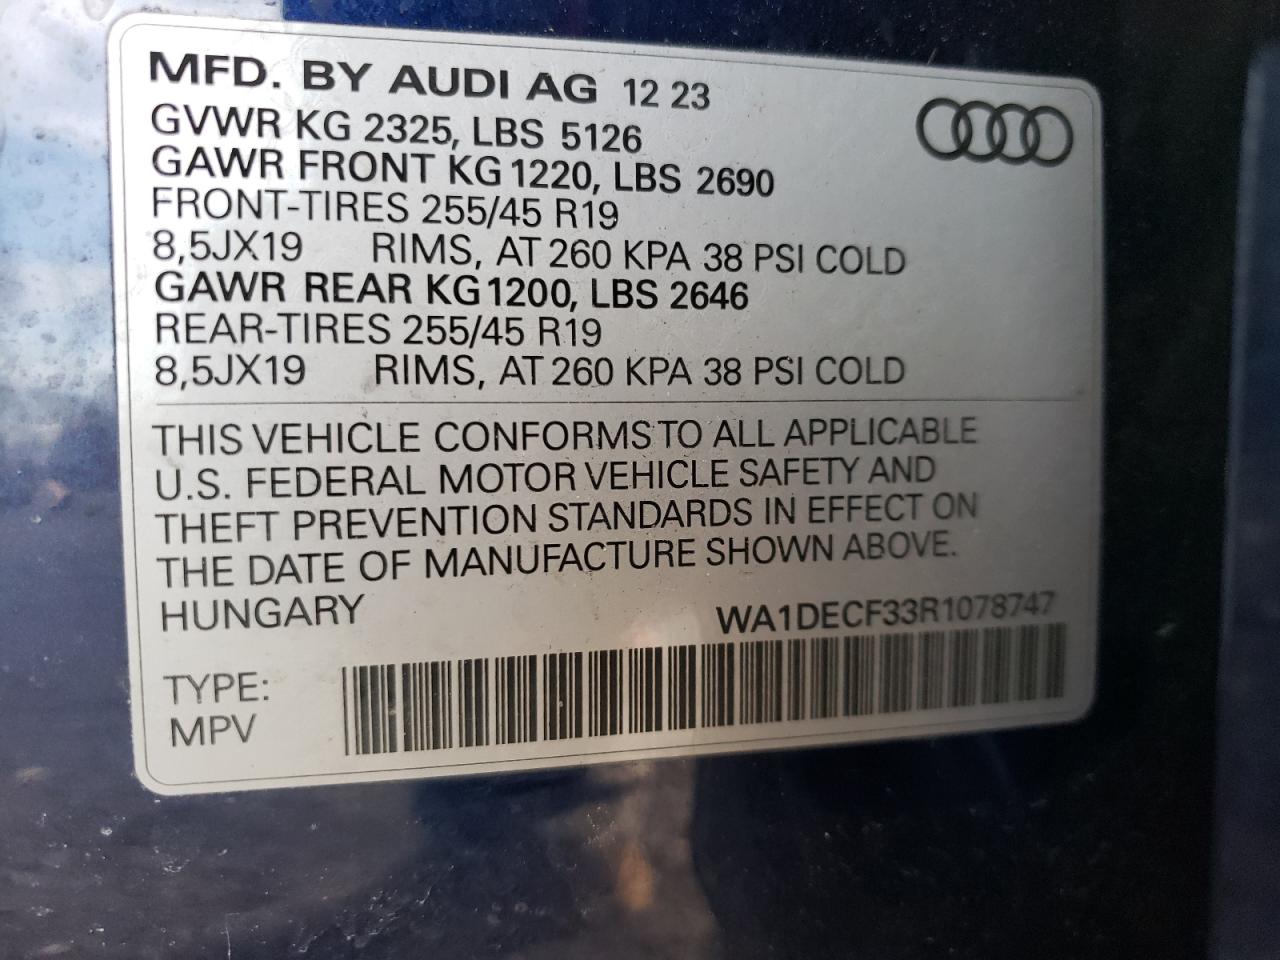 MFD. BY AUDI AG 12 23
GVWR KG 2325, LBS 5126
GAWR FRONT KG 1220, LBS 2690
FRONT-TIRES 255/45 R19
8,5JX19 RIMS, AT 260 KPA 38 PSI COLD
GAWR REAR KG 1200, LBS 2646
REAR-TIRES 255/45 R19
8,5JX19 RIMS, AT 260 KPA 38 PSI COLD
THIS VEHICLE CONFORMS TO ALL APPLICABLE
U.S. FEDERAL MOTOR VEHICLE SAFETY AND
THEFT PREVENTION STANDARDS IN EFFECT ON
THE DATE OF MANUFACTURE SHOWN ABOVE.
HUNGARY WA1DECF33R1078747
TYPE:
MPV